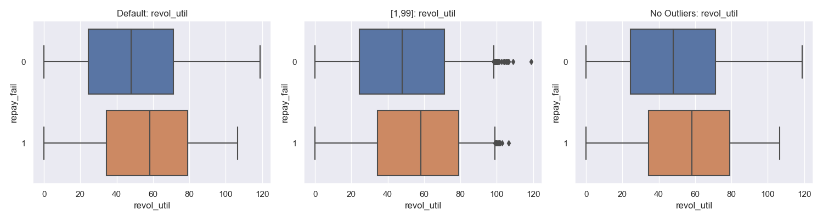 Default: revol_util
repay_fail
0
1
0 20 40 60 80 100 120
revol_util
[1,99]: revol_util
repay_fail
0
1
0 20 40 60 80 100 120
revol_util
No Outliers: revol_util
repay_fail
0
1
0 20 40 60 80 100 120
revol_util